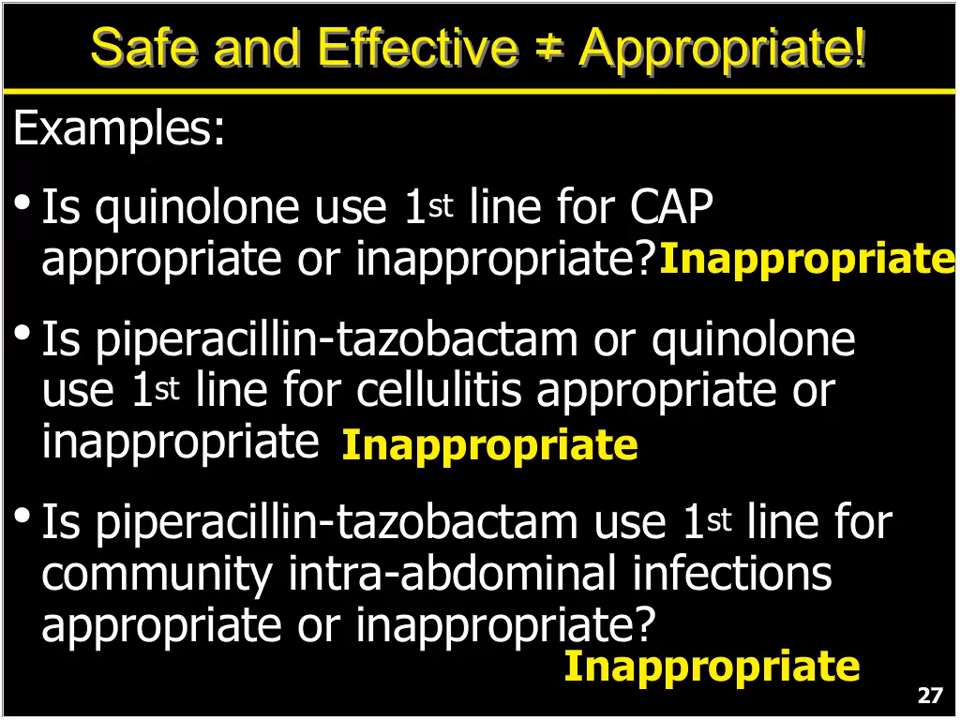 Safe and Effective ≠ Appropriate!
Examples:
• Is quinolone use 1st line for CAP
appropriate or inappropriate? Inappropriate
• Is piperacillin-tazobactam or quinolone
use 1st line for cellulitis appropriate or
inappropriate Inappropriate
• Is piperacillin-tazobactam use 1st line for
community intra-abdominal infections
appropriate or inappropriate?
Inappropriate
27